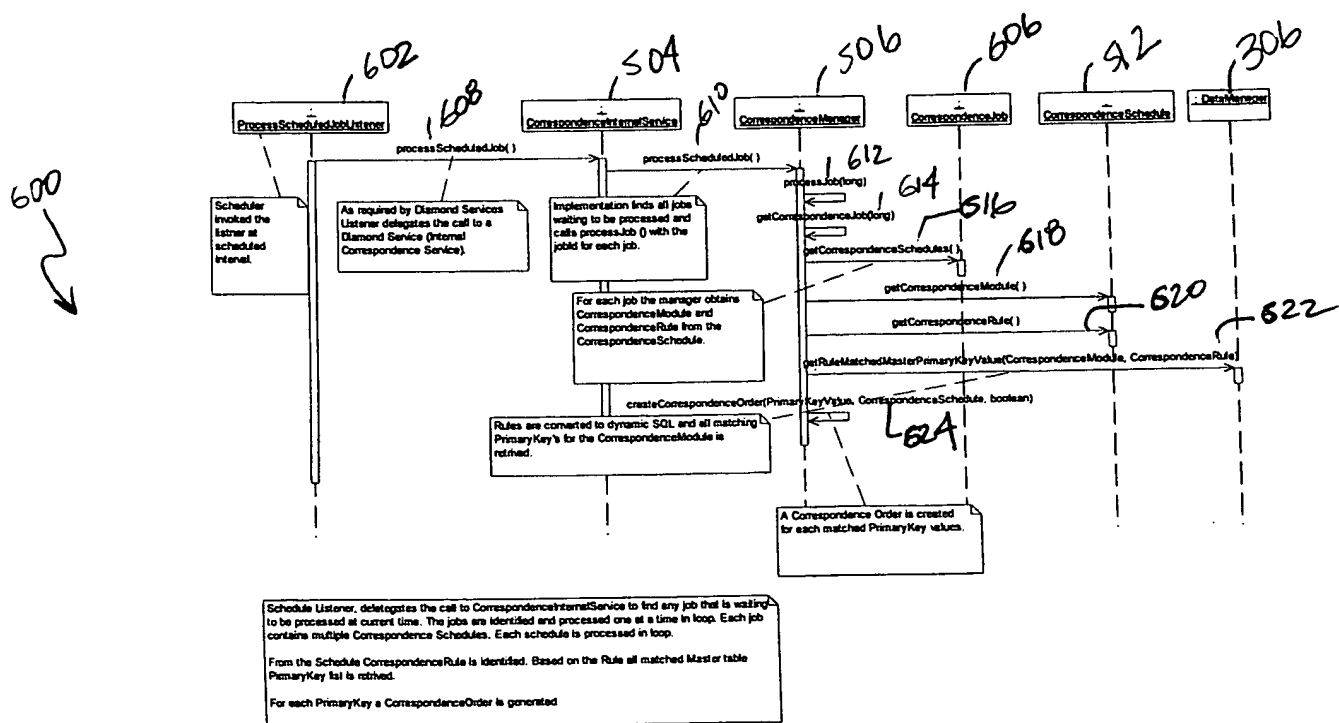 602
504
506
606
512
306
608
610
: DataManager
ProcessScheduledJobListener
CorrespondenceInternalService
CorrespondenceManager
CorrespondenceJob
CorrespondenceSchedule
processScheduledJob( )
processScheduledJob( )
612
processJob(long)
614
getCorrespondenceJob(long)
616
getCorrespondenceSchedules( )
618
getCorrespondenceModule( )
620
getCorrespondenceRule( )
622
getRuleMatchedMasterPrimaryKeyValue(CorrespondenceModule, CorrespondenceRule)
createCorrespondenceOrder(PrimaryKeyValue, CorrespondenceSchedule, boolean)
624
600
Scheduler
invoked the
listner at
scheduled
interval.
As required by Diamond Services
Listener delegates the call to a
Diamond Service (Internal
Correspondence Service).
Implementation finds all jobs
waiting to be processed and
calls processJob () with the
jobId for each job.
For each job the manager obtains
CorrespondenceModule and
CorrespondenceRule from the
CorrespondenceSchedule.
Rules are converted to dynamic SQL and all matching
PrimaryKey's for the CorrespondenceModule is
retrived.
A Correspondence Order is created
for each matched PrimaryKey values.
Schedule Listener, deletegates the call to CorrespondenceInternalService to find any job that is waiting
to be processed at current time. The jobs are identified and processed one at a time in loop. Each job
contains multiple Correspondence Schedules. Each schedule is processed in loop.
From the Schedule CorrespondenceRule is identified. Based on the Rule all matched Master table
PrimaryKey list is retrived.
For each PrimaryKey a CorrespondanceOrder is generated